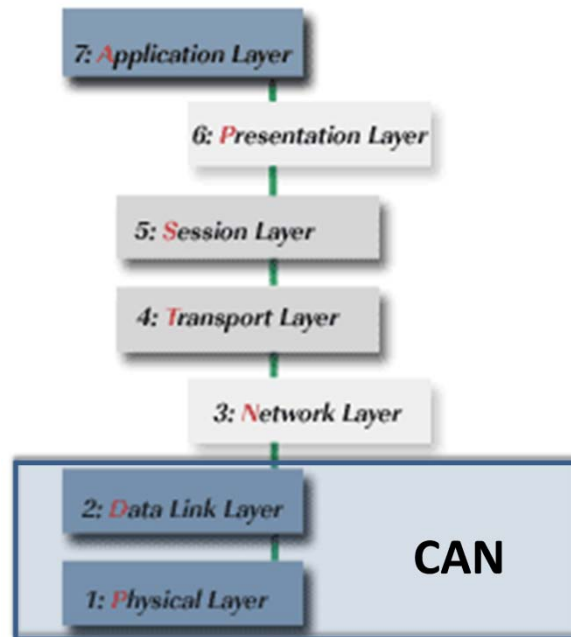 7: Application Layer
6: Presentation Layer
5: Session Layer
4: Transport Layer
3: Network Layer
2: Data Link Layer
CAN
1: Physical Layer